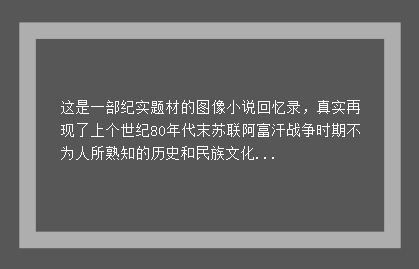 这是一部纪实题材的图像小说回忆录，真实再
现了上个世纪80年代末苏联阿富汗战争时期不
为人所熟知的历史和民族文化...